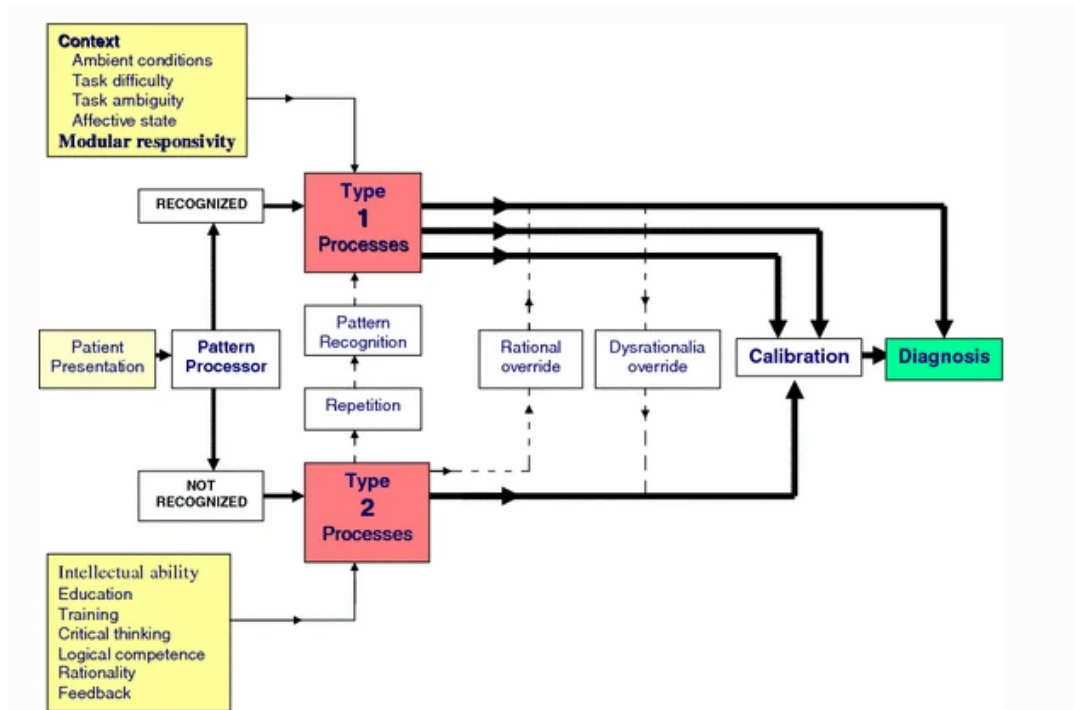 Context
Ambient conditions
Task difficulty
Task ambiguity
Affective state
Modular responsivity
RECOGNIZED
Type
1
Processes
Patient
Presentation
Pattern
Processor
Pattern
Recognition
Repetition
Rational
override
Dysrationalia
override
Calibration
Diagnosis
NOT
RECOGNIZED
Type
2
Processes
Intellectual ability
Education
Training
Critical thinking
Logical competence
Rationality
Feedback